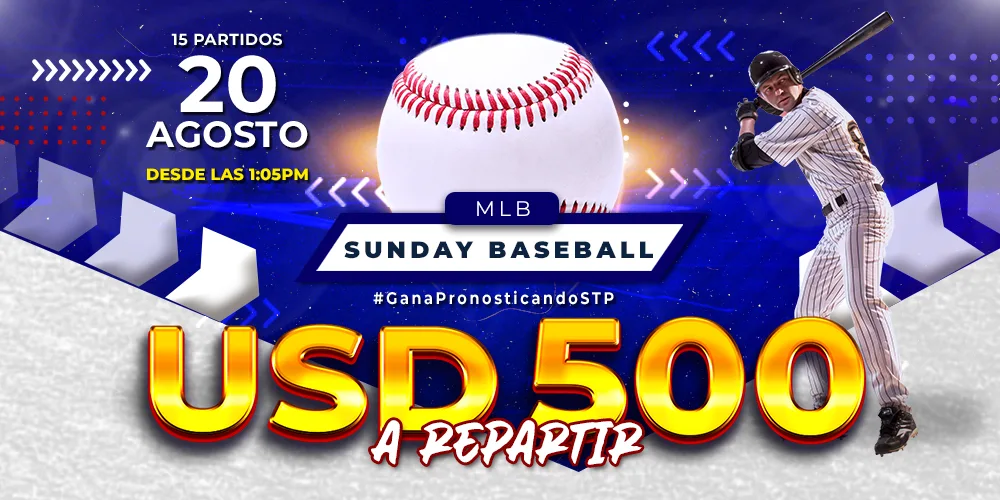 15 PARTIDOS
20
AGOSTO
DESDE LAS 1:05PM
MLB
SUNDAY BASEBALL
#GanaPronosticandoSTP
USD 500
A REPARTIR